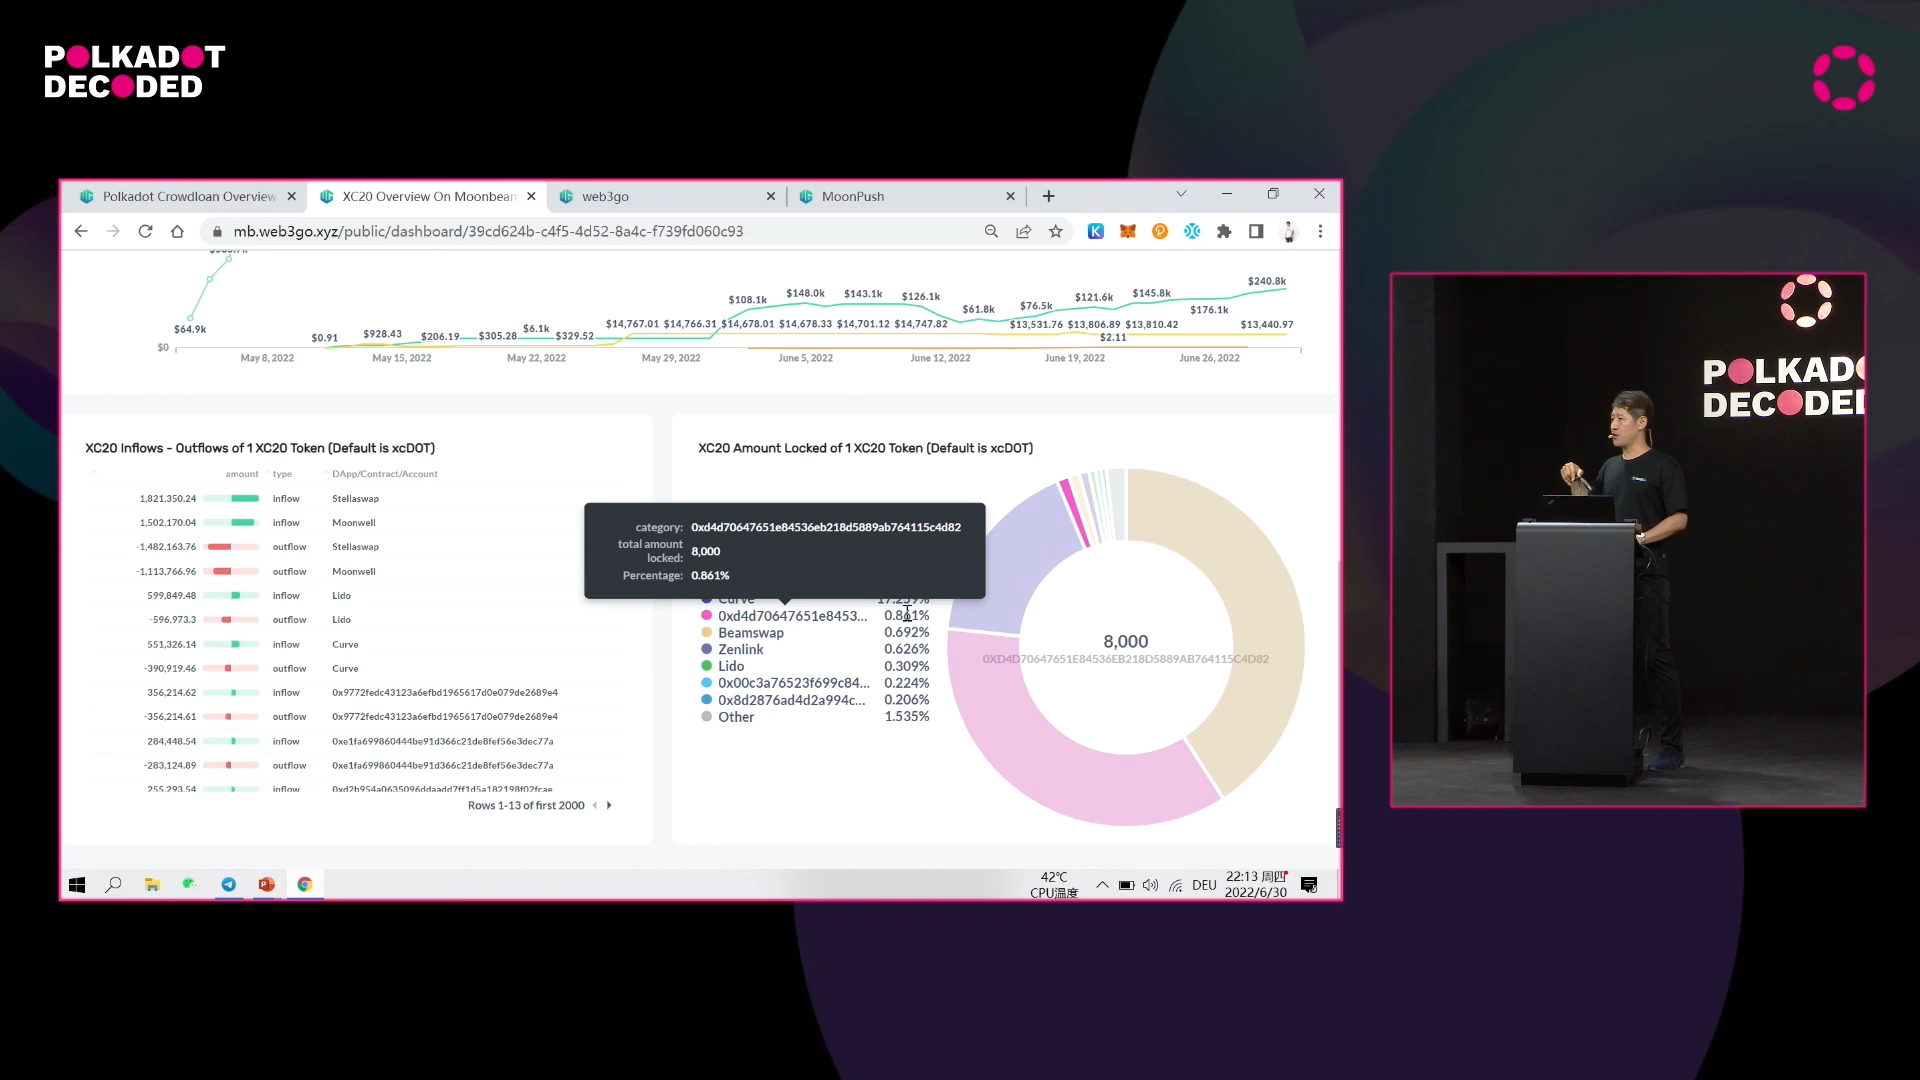 POLKADOT
DECODED
Polkadot Crowdloan Overview
XC20 Overview On Moonbeam
web3go
MoonPush
mb.web3go.xyz/public/dashboard/39cd624b-c4f5-4d52-8a4c-f739fd060c93
$240.8k
$108.1k $148.0k $143.1k $126.1k $61.8k $76.5k $121.6k $145.8k $176.1k
$64.9k $0.91 $928.43 $206.19 $305.28 $6.1k $329.52 $14,767.01 $14,766.31 $14,678.01 $14,678.33 $14,701.12 $14,747.82 $13,531.76 $13,806.89 $13,810.42 $13,440.97
$2.11
$0
May 8, 2022 May 15, 2022 May 22, 2022 May 29, 2022 June 5, 2022 June 12, 2022 June 19, 2022 June 26, 2022
XC20 Inflows - Outflows of 1 XC20 Token (Default is xcDOT)
amount type DApp/Contract/Account
1,821,350.24 inflow Stellaswap
1,502,170.04 inflow Moonwell
-1,482,163.76 outflow Stellaswap
-1,113,766.96 outflow Moonwell
599,849.48 inflow Lido
-596,973.3 outflow Lido
551,326.14 inflow Curve
-390,919.46 outflow Curve
356,214.62 inflow 0x9772fedc43123a6efbd1965617d0e079de2689e4
-356,214.61 outflow 0x9772fedc43123a6efbd1965617d0e079de2689e4
284,448.54 inflow 0xe1fa699860444be91d366c21de8fef56e3dec77a
-283,124.89 outflow 0xe1fa699860444be91d366c21de8fef56e3dec77a
255,293.54 inflow 0xd2b954a0635096ddaadd7ff1d5a182198f02fcae
Rows 1-13 of first 2000
XC20 Amount Locked of 1 XC20 Token (Default is xcDOT)
category: 0xd4d70647651e84536eb218d5889ab764115c4d82
total amount locked: 8,000
Percentage: 0.861%
Curve 17.259%
0xd4d70647651e8453... 0.861%
Beamswap 0.692%
Zenlink 0.626%
Lido 0.309%
0x00c3a76523f699c84... 0.224%
0x8d2876ad4d2a994c... 0.206%
Other 1.535%
8,000
0XD4D70647651E84536EB218D5889AB764115C4D82
42℃
CPU温度
DEU
22:13 周四
2022/6/30
POLKADO
DECODED